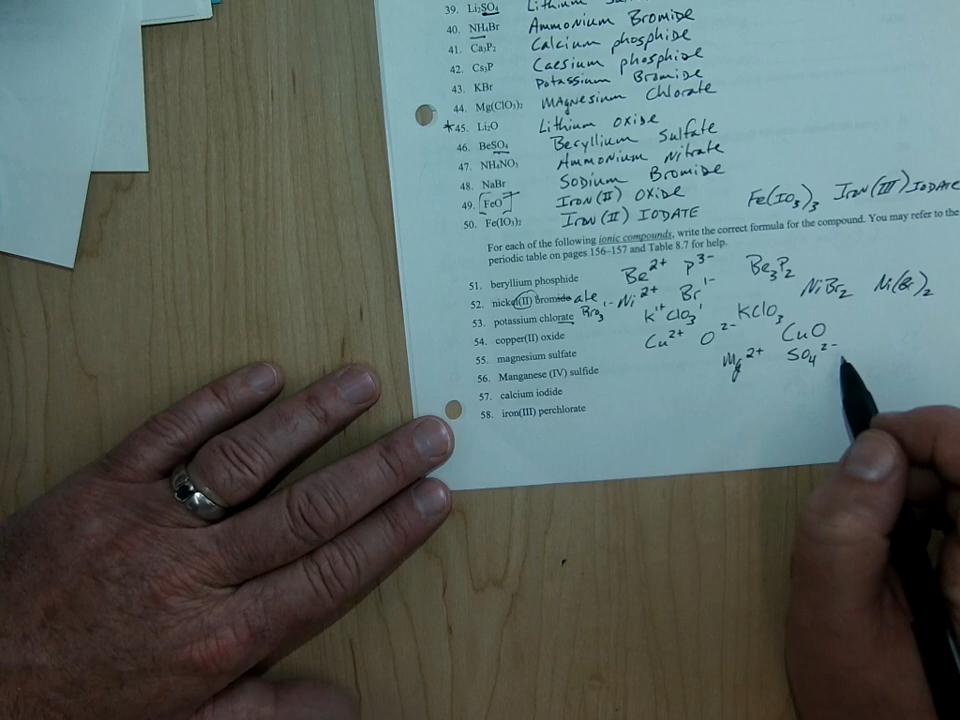 39. Li₂SO₄ Lithium
40. NH₄Br Ammonium Bromide
41. Ca₃P₂ Calcium phosphide
42. Cs₃P Caesium phosphide
43. KBr Potassium Bromide
44. Mg(ClO₃)₂ Magnesium Chlorate
*45. Li₂O Lithium oxide
46. BeSO₄ Beryllium Sulfate
47. NH₄NO₃ Ammonium Nitrate
48. NaBr Sodium Bromide
49. [FeO] Iron(II) OXIDE
50. Fe(IO₃)₂ Iron(II) IODATE Fe(IO₃)₃ Iron(III) IODATE
For each of the following ionic compounds, write the correct formula for the compound. You may refer to the
periodic table on pages 156–157 and Table 8.7 for help.
51. beryllium phosphide Be²⁺ P³⁻ Be₃P₂
52. nickel(II) bromide ate Ni²⁺ Br¹⁻ NiBr₂ Ni(Br)₂
BrO₃¹⁻
53. potassium chlorate K¹⁺ ClO₃¹ KClO₃
54. copper(II) oxide Cu²⁺ O²⁻ CuO
55. magnesium sulfate Mg²⁺ SO₄²⁻
56. Manganese (IV) sulfide
57. calcium iodide
58. iron(III) perchlorate